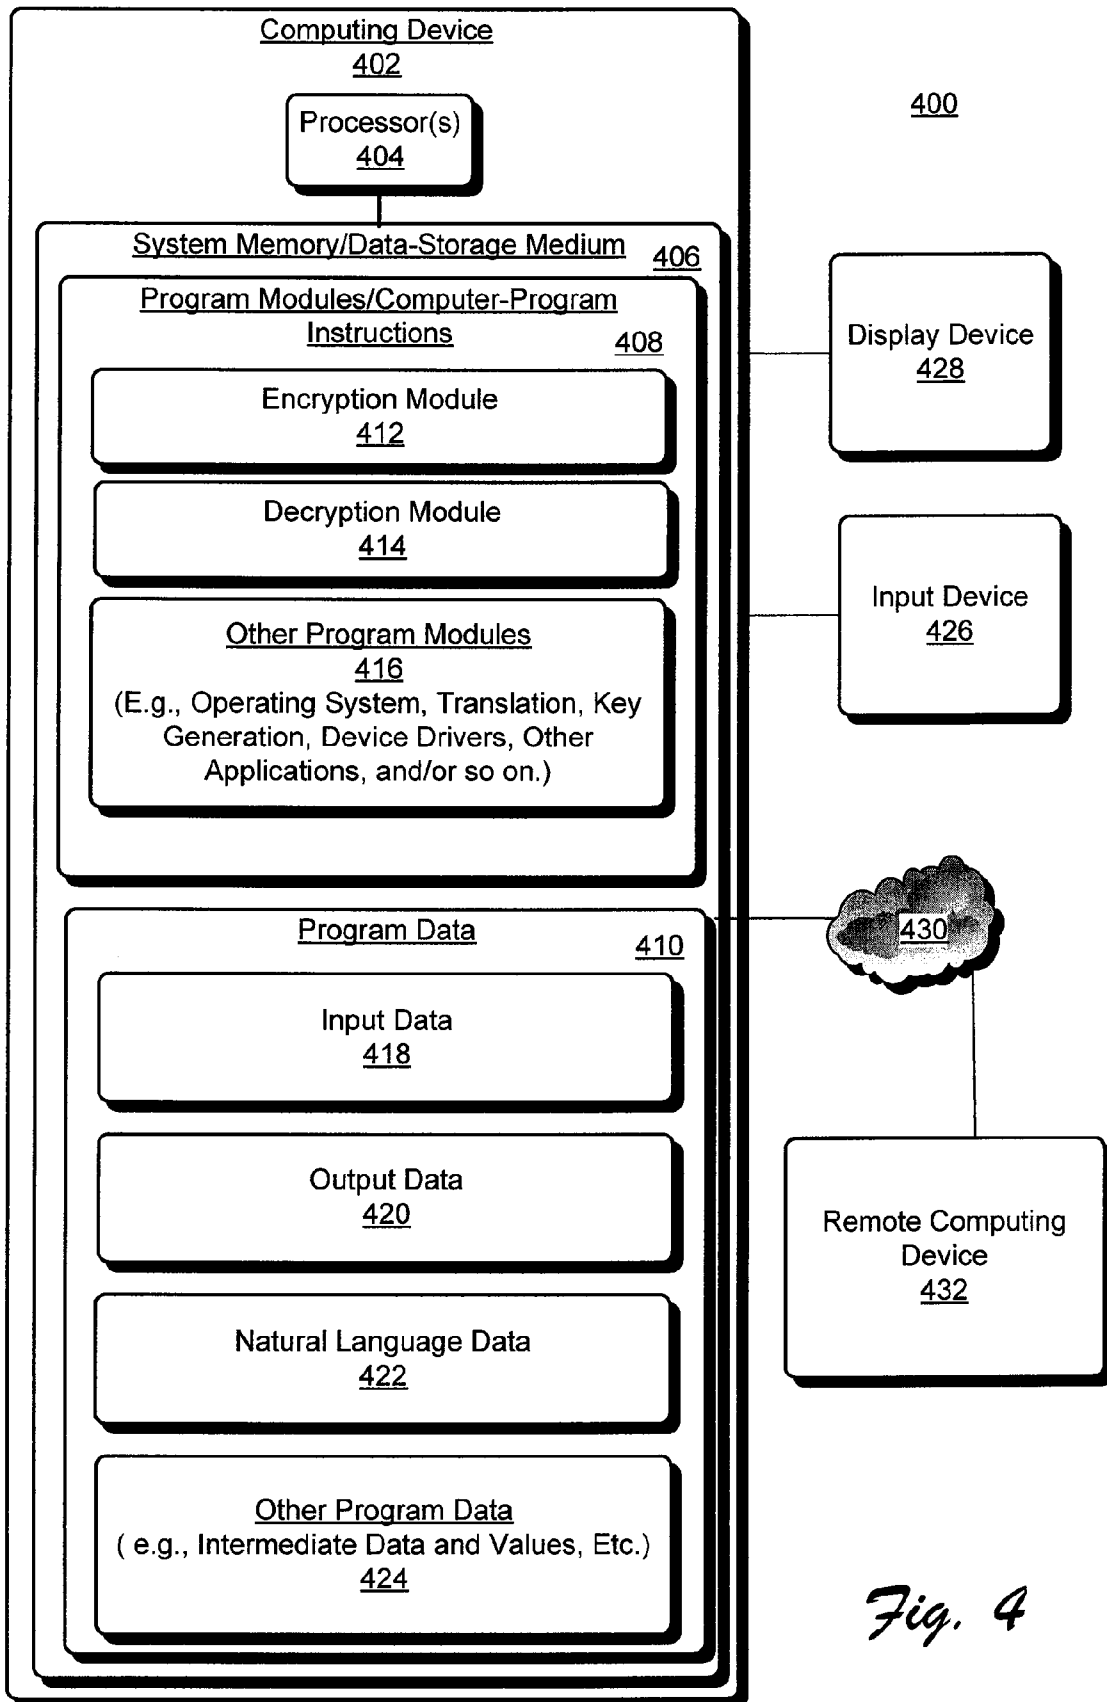 Computing Device
402
Processor(s)
404
400
System Memory/Data-Storage Medium
406
Program Modules/Computer-Program
Instructions
408
Encryption Module
412
Decryption Module
414
Other Program Modules
416
(E.g., Operating System, Translation, Key
Generation, Device Drivers, Other
Applications, and/or so on.)
Display Device
428
Input Device
426
Program Data
410
430
Input Data
418
Output Data
420
Natural Language Data
422
Other Program Data
( e.g., Intermediate Data and Values, Etc.)
424
Remote Computing
Device
432
Fig. 4